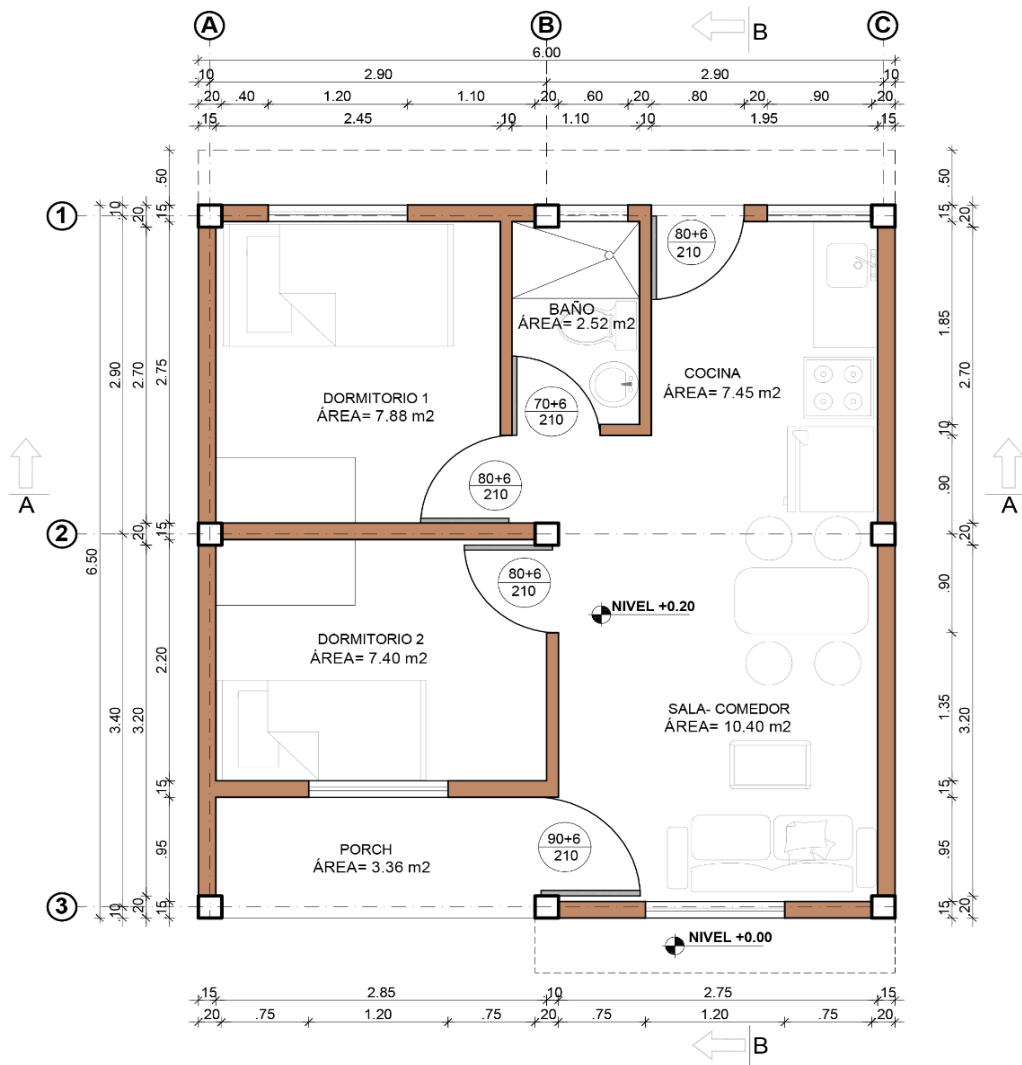 A B C
B
6.00
.10 2.90 2.90 .10
.20 .40 1.20 1.10 .20 .60 .20 .80 .20 .90 .20
.15 2.45 .10 1.10 .10 1.95 .15
.50 .50
1 .10 .20 .15 .15 .20
80+6
210
BAÑO
ÁREA= 2.52 m2
1.85
2.90 2.70 2.75 2.70
COCINA
ÁREA= 7.45 m2
DORMITORIO 1
ÁREA= 7.88 m2
70+6
210
.10
80+6
210
.90
A A
2 .20 .15 .20
6.50
80+6
210
.90
NIVEL +0.20
DORMITORIO 2
ÁREA= 7.40 m2
2.20
SALA- COMEDOR
ÁREA= 10.40 m2
1.35
3.40 3.20 3.20
.15 .15
PORCH
ÁREA= 3.36 m2
90+6
210
.95 .95
3 .10 .20 .15 .15 .20
NIVEL +0.00
.15 2.85 .10 2.75 .15
.20 .75 1.20 .75 .20 .75 1.20 .75 .20
B